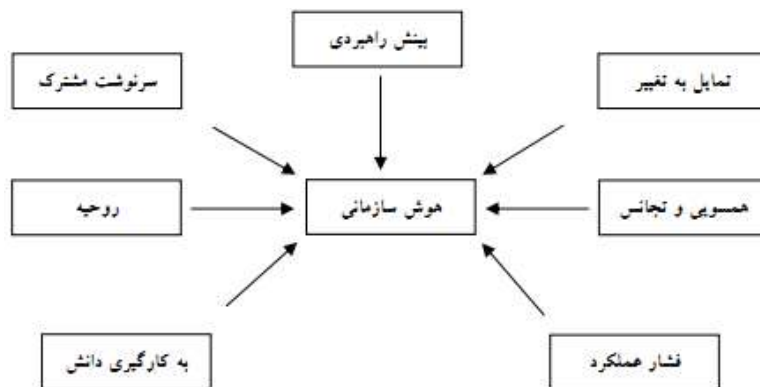 بینش راهبردی
تمایل به تغییر
سرنوشت مشترک
همسویی و تجانس
هوش سازمانی
روحیه
فشار عملکرد
به کارگیری دانش